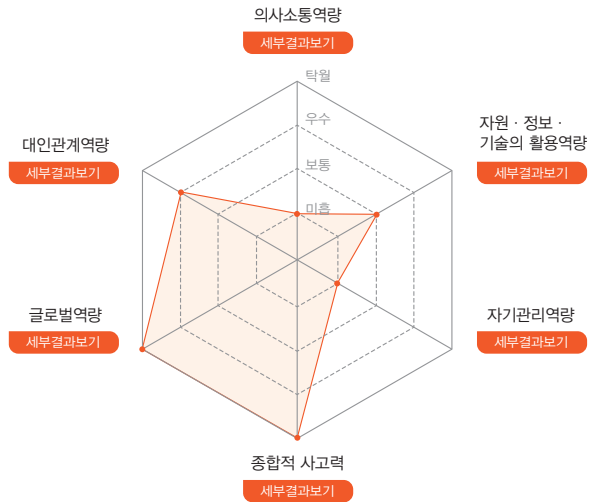 의사소통역량
세부결과보기
탁월
우수
보통
미흡
대인관계역량
세부결과보기
자원 · 정보 ·
기술의 활용역량
세부결과보기
글로벌역량
세부결과보기
자기관리역량
세부결과보기
종합적 사고력
세부결과보기